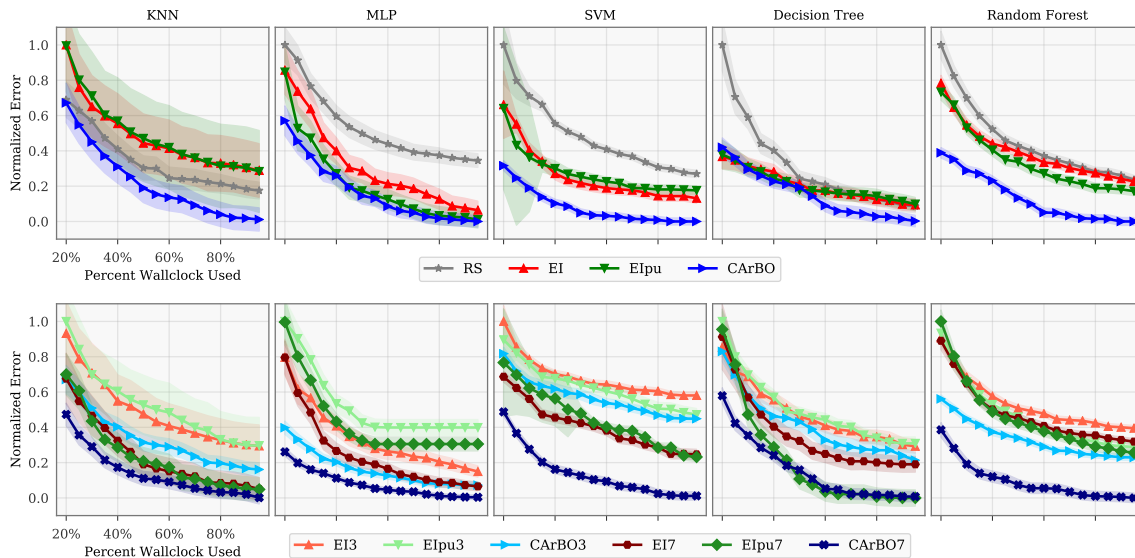 KNN MLP SVM Decision Tree Random Forest
Normalized Error
1.0
0.8
0.6
0.4
0.2
0.0
20% 40% 60% 80%
Percent Wallclock Used
RS EI EIpu CArBO
Normalized Error
1.0
0.8
0.6
0.4
0.2
0.0
20% 40% 60% 80%
Percent Wallclock Used
EI3 EIpu3 CArBO3 EI7 EIpu7 CArBO7